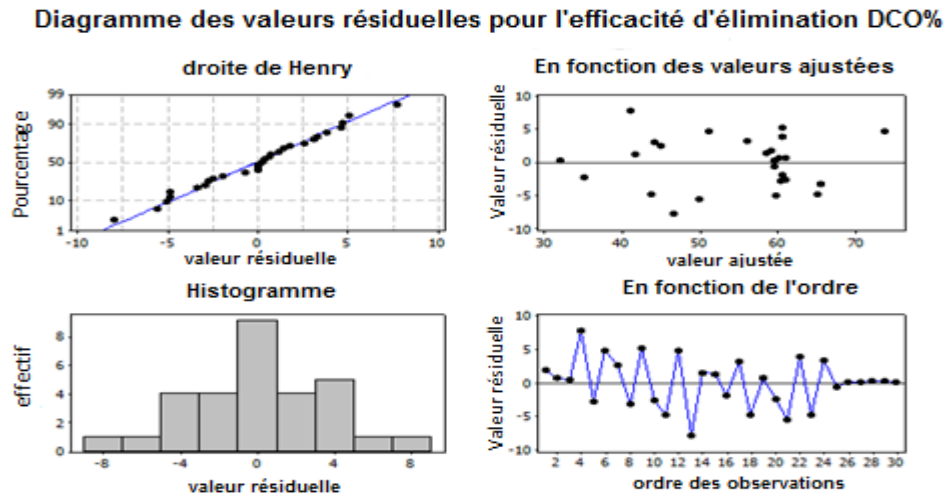 Diagramme des valeurs résiduelles pour l'efficacité d'élimination DCO%
droite de Henry
Pourcentage
99
90
50
10
1
-10 -5 0 5 10
valeur résiduelle
En fonction des valeurs ajustées
Valeur résiduelle
10
5
0
-5
-10
30 40 50 60 70
valeur ajustée
Histogramme
effectif
8
6
4
2
0
-8 -4 0 4 8
valeur résiduelle
En fonction de l'ordre
Valeur résiduelle
10
5
0
-5
-10
2 4 6 8 10 12 14 16 18 20 22 24 26 28 30
ordre des observations